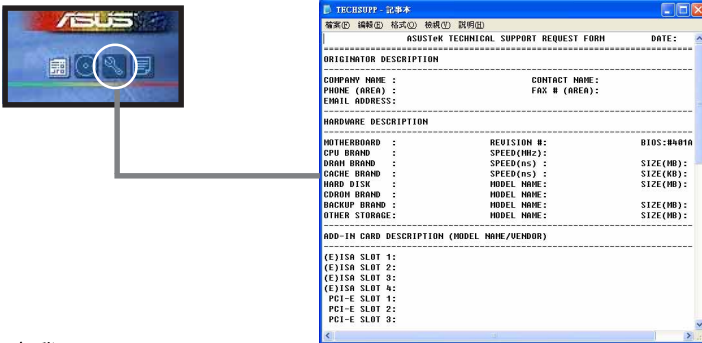 ASUS
TECHSUPP - 記事本
檔案(F) 編輯(E) 格式(O) 檢視(V) 說明(H)
ASUSTeK TECHNICAL SUPPORT REQUEST FORM DATE:
ORIGINATOR DESCRIPTION
COMPANY NAME : CONTACT NAME:
PHONE (AREA) : FAX # (AREA):
EMAIL ADDRESS:
HARDWARE DESCRIPTION
MOTHERBOARD : REVISION #: BIOS:#401A
CPU BRAND : SPEED(MHz):
DRAM BRAND : SPEED(ns) : SIZE(MB):
CACHE BRAND : SPEED(ns) : SIZE(KB):
HARD DISK : MODEL NAME: SIZE(MB):
CDROM BRAND : MODEL NAME:
BACKUP BRAND : MODEL NAME: SIZE(MB):
OTHER STORAGE: MODEL NAME: SIZE(MB):
ADD-IN CARD DESCRIPTION (MODEL NAME/VENDOR)
(E)ISA SLOT 1:
(E)ISA SLOT 2:
(E)ISA SLOT 3:
(E)ISA SLOT 4:
PCI-E SLOT 1:
PCI-E SLOT 2:
PCI-E SLOT 3: